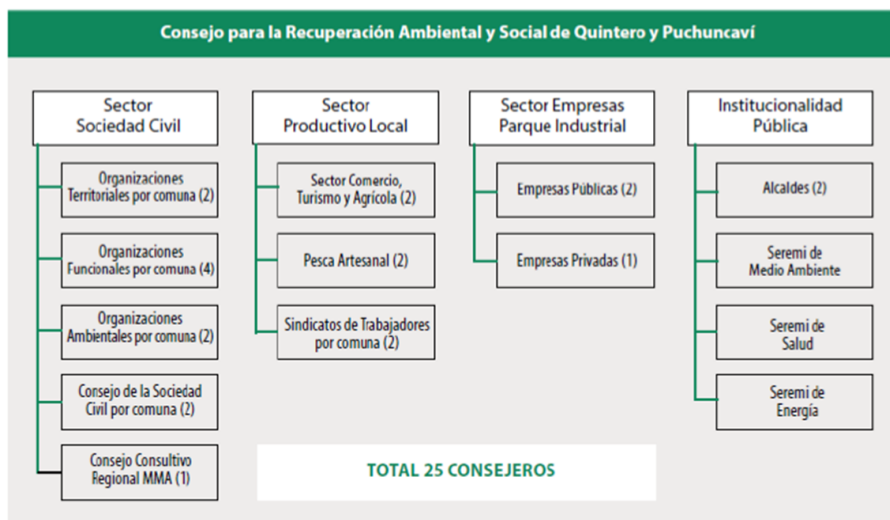 Consejo para la Recuperación Ambiental y Social de Quintero y Puchuncaví
Sector
Sociedad Civil
Organizaciones
Territoriales por comuna (2)
Organizaciones
Funcionales por comuna (4)
Organizaciones
Ambientales por comuna (2)
Consejo de la Sociedad
Civil por comuna (2)
Consejo Consultivo
Regional MMA (1)
Sector
Productivo Local
Sector Comercio,
Turismo y Agrícola (2)
Pesca Artesanal (2)
Sindicatos de Trabajadores
por comuna (2)
Sector Empresas
Parque Industrial
Empresas Públicas (2)
Empresas Privadas (1)
Institucionalidad
Pública
Alcaldes (2)
Seremi de
Medio Ambiente
Seremi de
Salud
Seremi de
Energía
TOTAL 25 CONSEJEROS